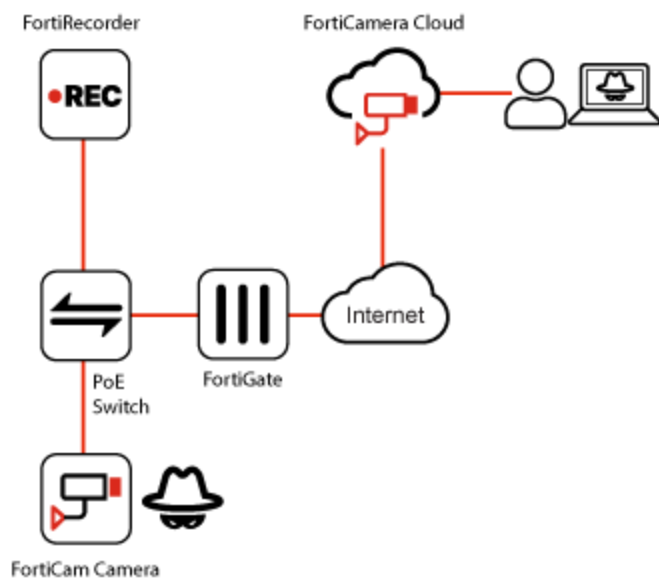 FortiRecorder
FortiCamera Cloud
REC
Internet
PoE
Switch
FortiGate
FortiCam Camera